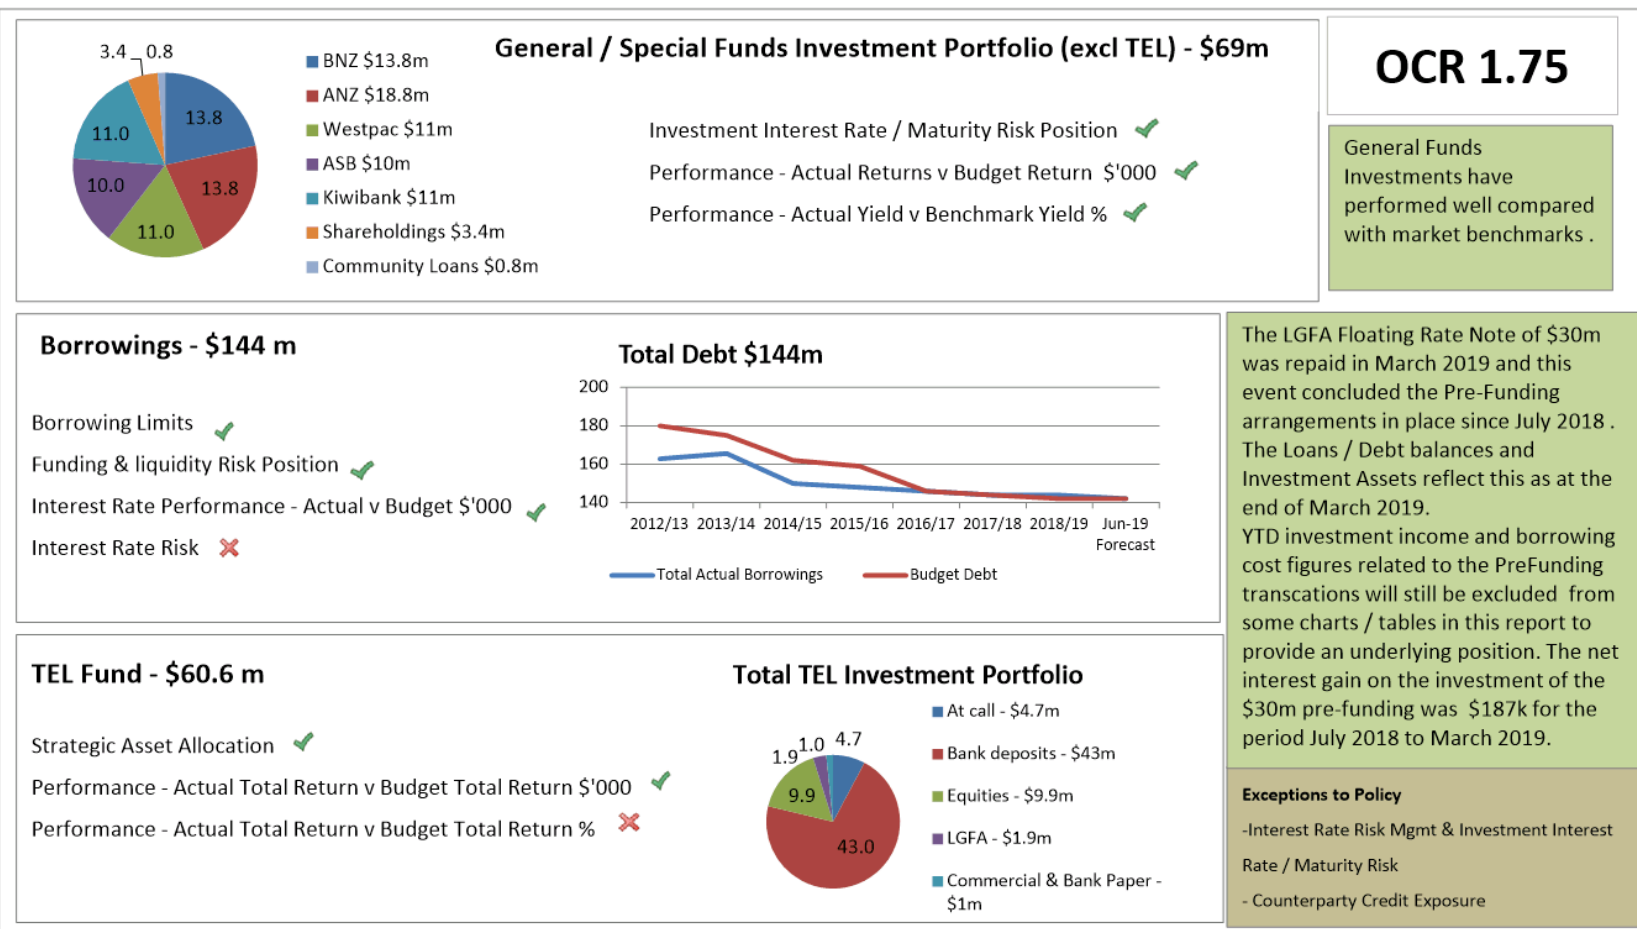 General / Special Funds Investment Portfolio (excl TEL) - $69m
3.4
0.8
13.8
13.8
11.0
10.0
11.0
BNZ $13.8m
ANZ $18.8m
Westpac $11m
ASB $10m
Kiwibank $11m
Shareholdings $3.4m
Community Loans $0.8m
Investment Interest Rate / Maturity Risk Position
Performance - Actual Returns v Budget Return $'000
Performance - Actual Yield v Benchmark Yield %
OCR 1.75
General Funds
Investments have
performed well compared
with market benchmarks .
Borrowings - $144 m
Borrowing Limits
Funding & liquidity Risk Position
Interest Rate Performance - Actual v Budget $'000
Interest Rate Risk
Total Debt $144m
200
180
160
140
2012/13 2013/14 2014/15 2015/16 2016/17 2017/18 2018/19 Jun-19
Forecast
Total Actual Borrowings
Budget Debt
The LGFA Floating Rate Note of $30m
was repaid in March 2019 and this
event concluded the Pre-Funding
arrangements in place since July 2018 .
The Loans / Debt balances and
Investment Assets reflect this as at the
end of March 2019.
YTD investment income and borrowing
cost figures related to the PreFunding
transcations will still be excluded from
some charts / tables in this report to
provide an underlying position. The net
interest gain on the investment of the
$30m pre-funding was $187k for the
period July 2018 to March 2019.
TEL Fund - $60.6 m
Strategic Asset Allocation
Performance - Actual Total Return v Budget Total Return $'000
Performance - Actual Total Return v Budget Total Return %
Total TEL Investment Portfolio
1.9
1.0
4.7
9.9
43.0
At call - $4.7m
Bank deposits - $43m
Equities - $9.9m
LGFA - $1.9m
Commercial & Bank Paper -
$1m
Exceptions to Policy
-Interest Rate Risk Mgmt & Investment Interest
Rate / Maturity Risk
- Counterparty Credit Exposure